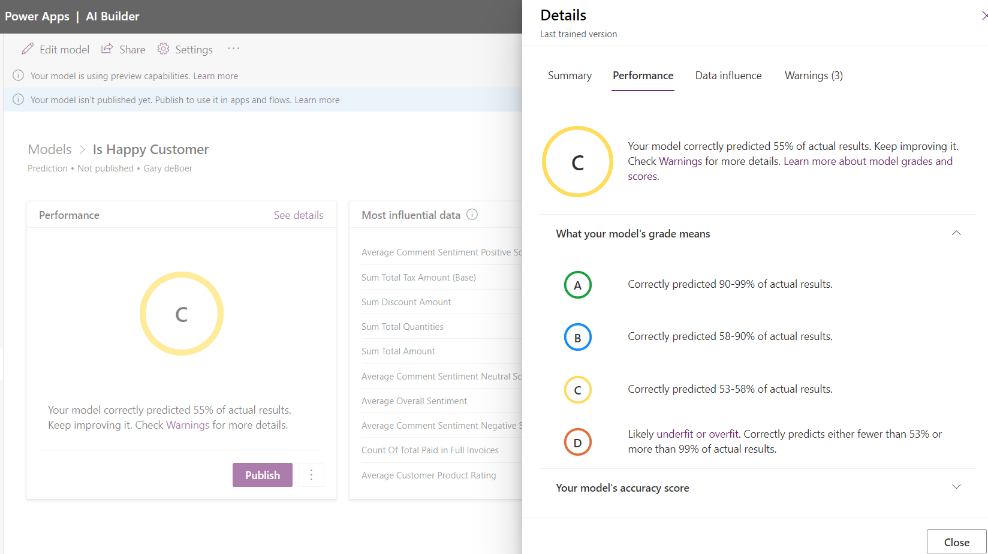 Power Apps | AI Builder
Edit model Share Settings ...
Your model is using preview capabilities. Learn more
Your model isn't published yet. Publish to use it in apps and flows. Learn more
Models > Is Happy Customer
Prediction • Not published • Gary deBoer
Performance See details
C
Your model correctly predicted 55% of actual results.
Keep improving it. Check Warnings for more details.
Publish
Most influential data
Average Comment Sentiment Positive Sc
Sum Total Tax Amount (Base)
Sum Discount Amount
Sum Total Quantities
Sum Total Amount
Average Comment Sentiment Neutral Sc
Average Overall Sentiment
Average Comment Sentiment Negative S
Count Of Total Paid in Full Invoices
Average Customer Product Rating
Details
Last trained version
Summary Performance Data influence Warnings (3)
C
Your model correctly predicted 55% of actual results. Keep improving it.
Check Warnings for more details. Learn more about model grades and
scores.
What your model's grade means
A Correctly predicted 90-99% of actual results.
B Correctly predicted 58-90% of actual results.
C Correctly predicted 53-58% of actual results.
D Likely underfit or overfit. Correctly predicts either fewer than 53% or
more than 99% of actual results.
Your model's accuracy score
Close